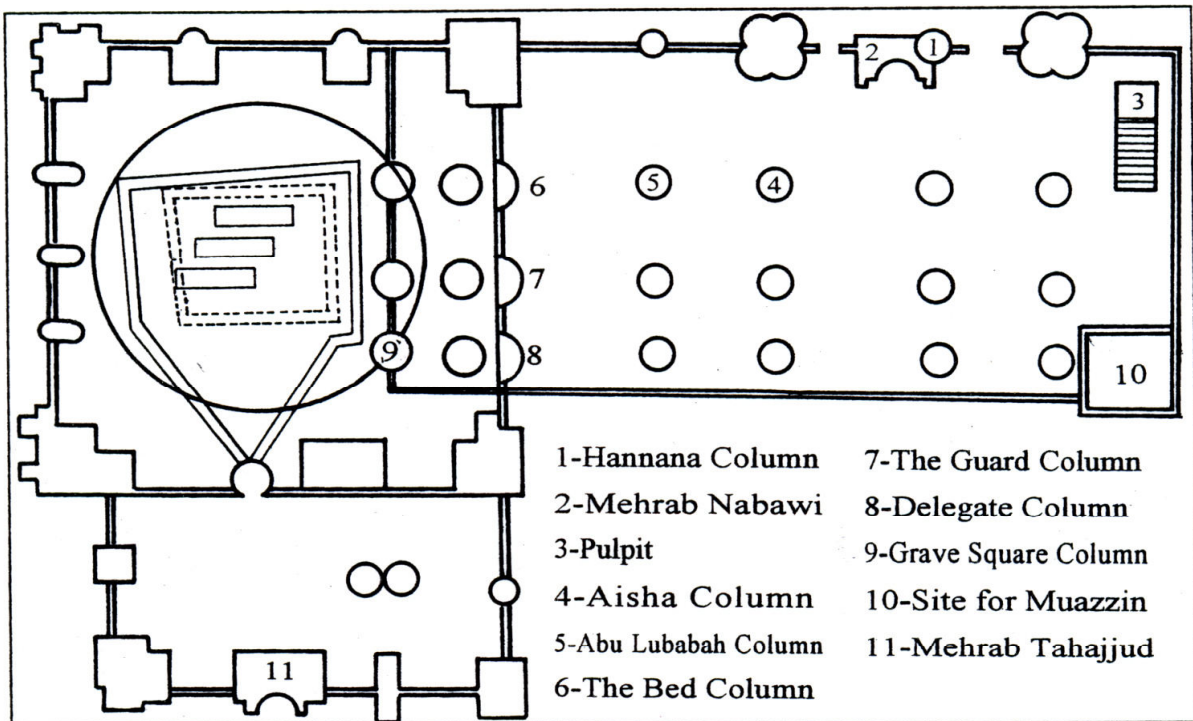 2
1
3
6
5
4
7
8
9
10
11
1-Hannana Column
2-Mehrab Nabawi
3-Pulpit
4-Aisha Column
5-Abu Lubabah Column
6-The Bed Column
7-The Guard Column
8-Delegate Column
9-Grave Square Column
10-Site for Muazzin
11-Mehrab Tahajjud